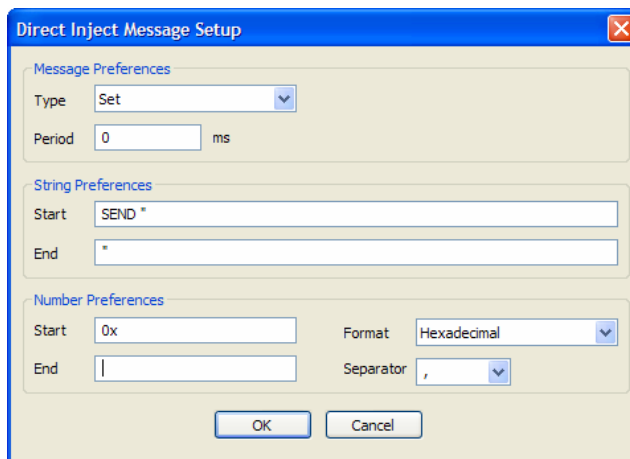 Direct Inject Message Setup
Message Preferences
Type Set
Period 0 ms
String Preferences
Start SEND "
End "
Number Preferences
Start 0x Format Hexadecimal
End Separator ,
OK Cancel